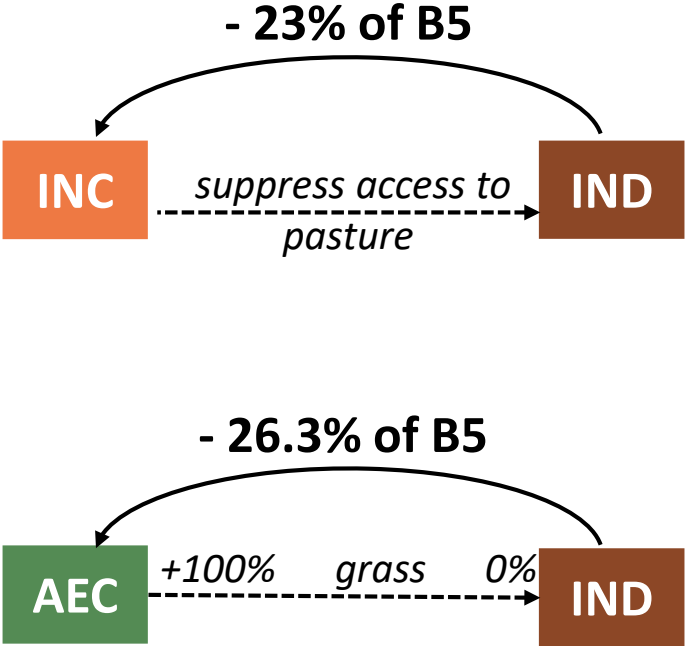 - 23% of B5
INC
suppress access to
pasture
IND
- 26.3% of B5
AEC
+100% grass 0%
IND